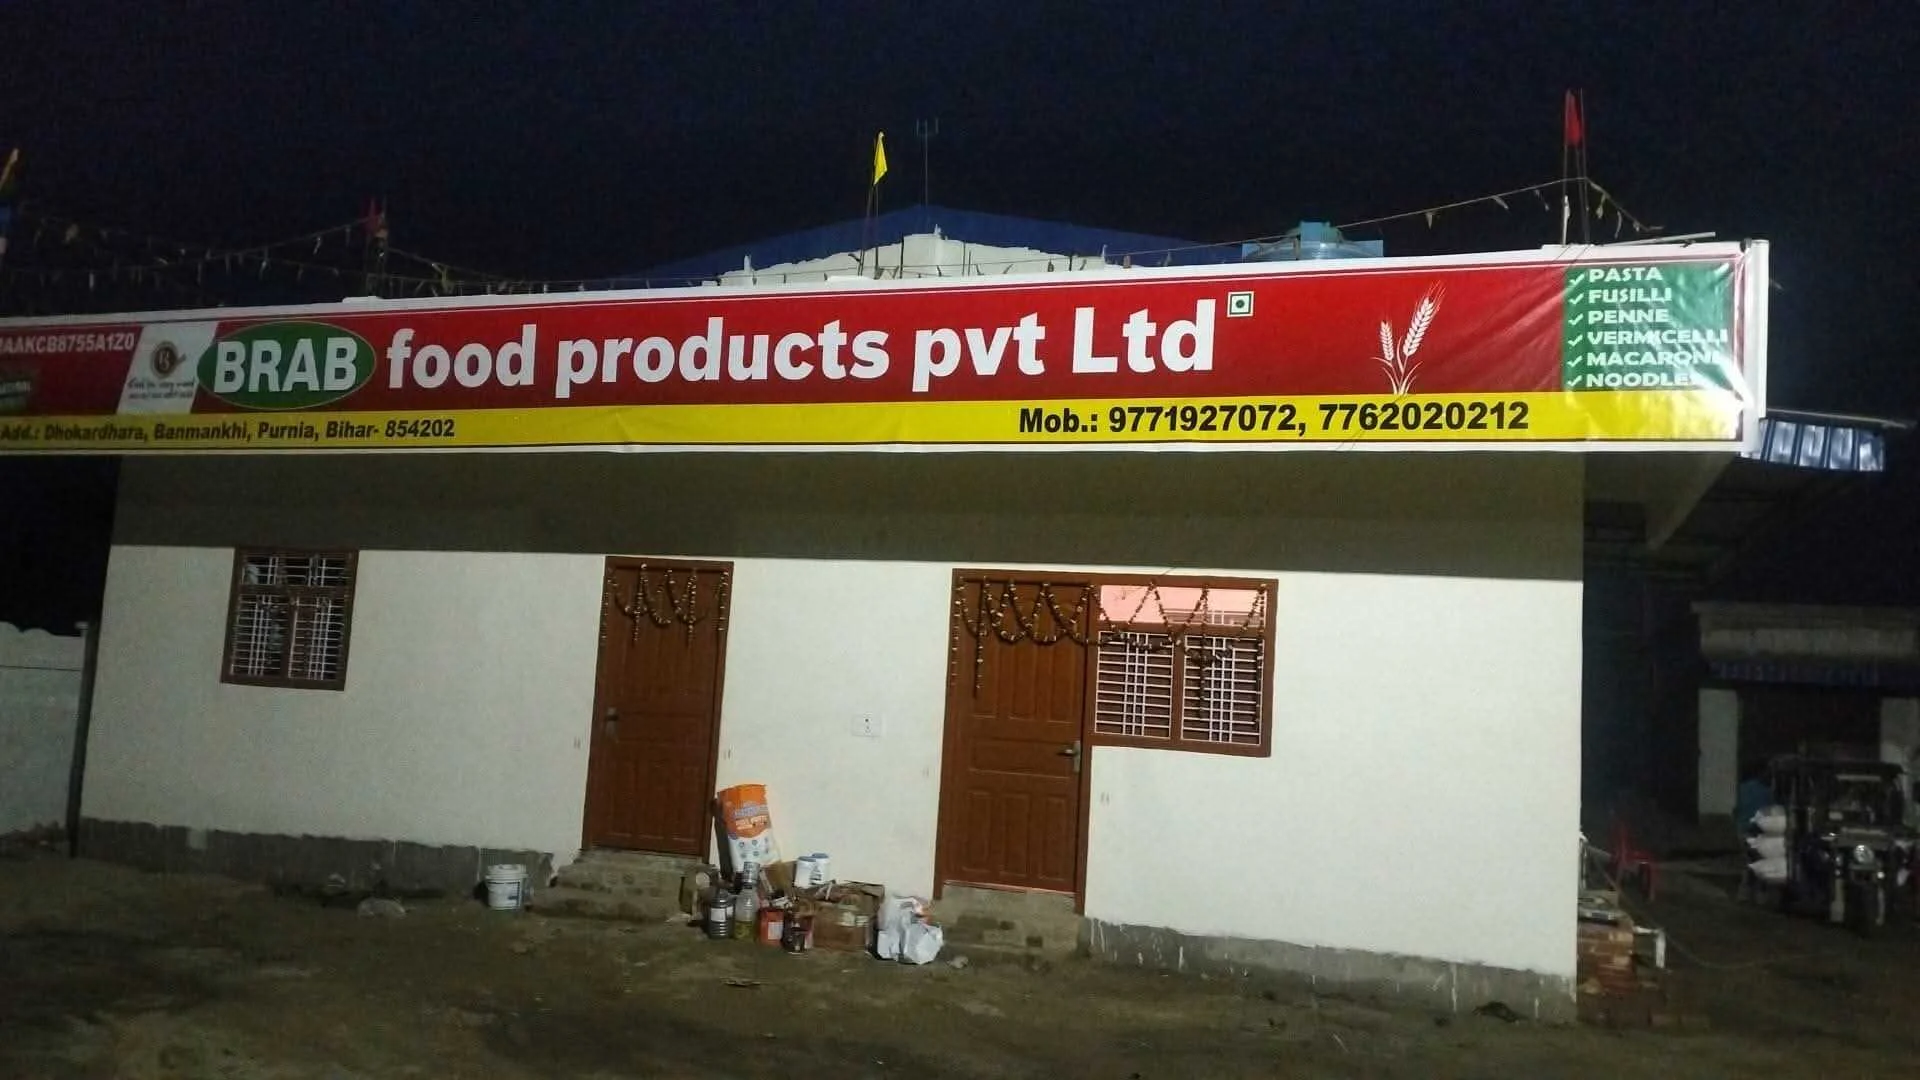 AAKCB8755A1Z0
BRAB food products pvt Ltd
Add.: Dhokardhara, Banmankhi, Purnia, Bihar- 854202
Mob.: 9771927072, 7762020212
✓ PASTA
✓ FUSILLI
✓ PENNE
✓ VERMICELLI
✓ MACARONI
✓ NOODLE